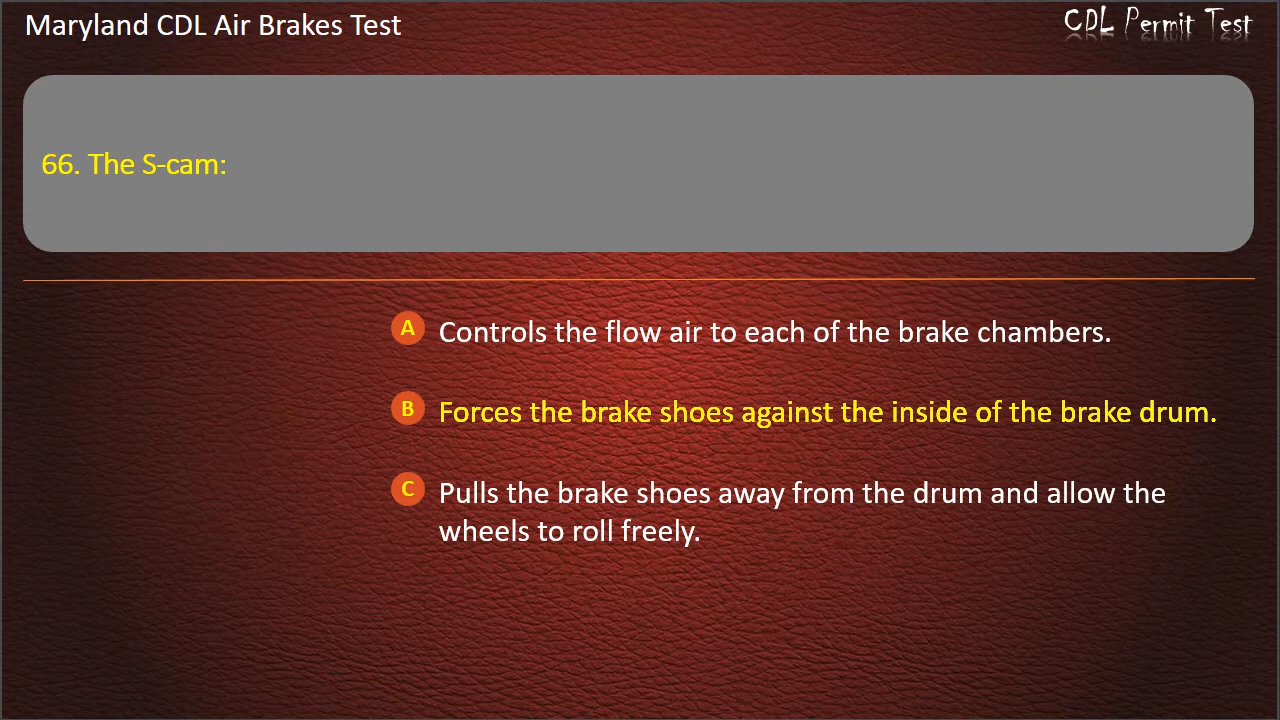 Maryland CDL Air Brakes Test
CDL Permit Test
66. The S-cam:
A Controls the flow air to each of the brake chambers.
B Forces the brake shoes against the inside of the brake drum.
C Pulls the brake shoes away from the drum and allow the
wheels to roll freely.